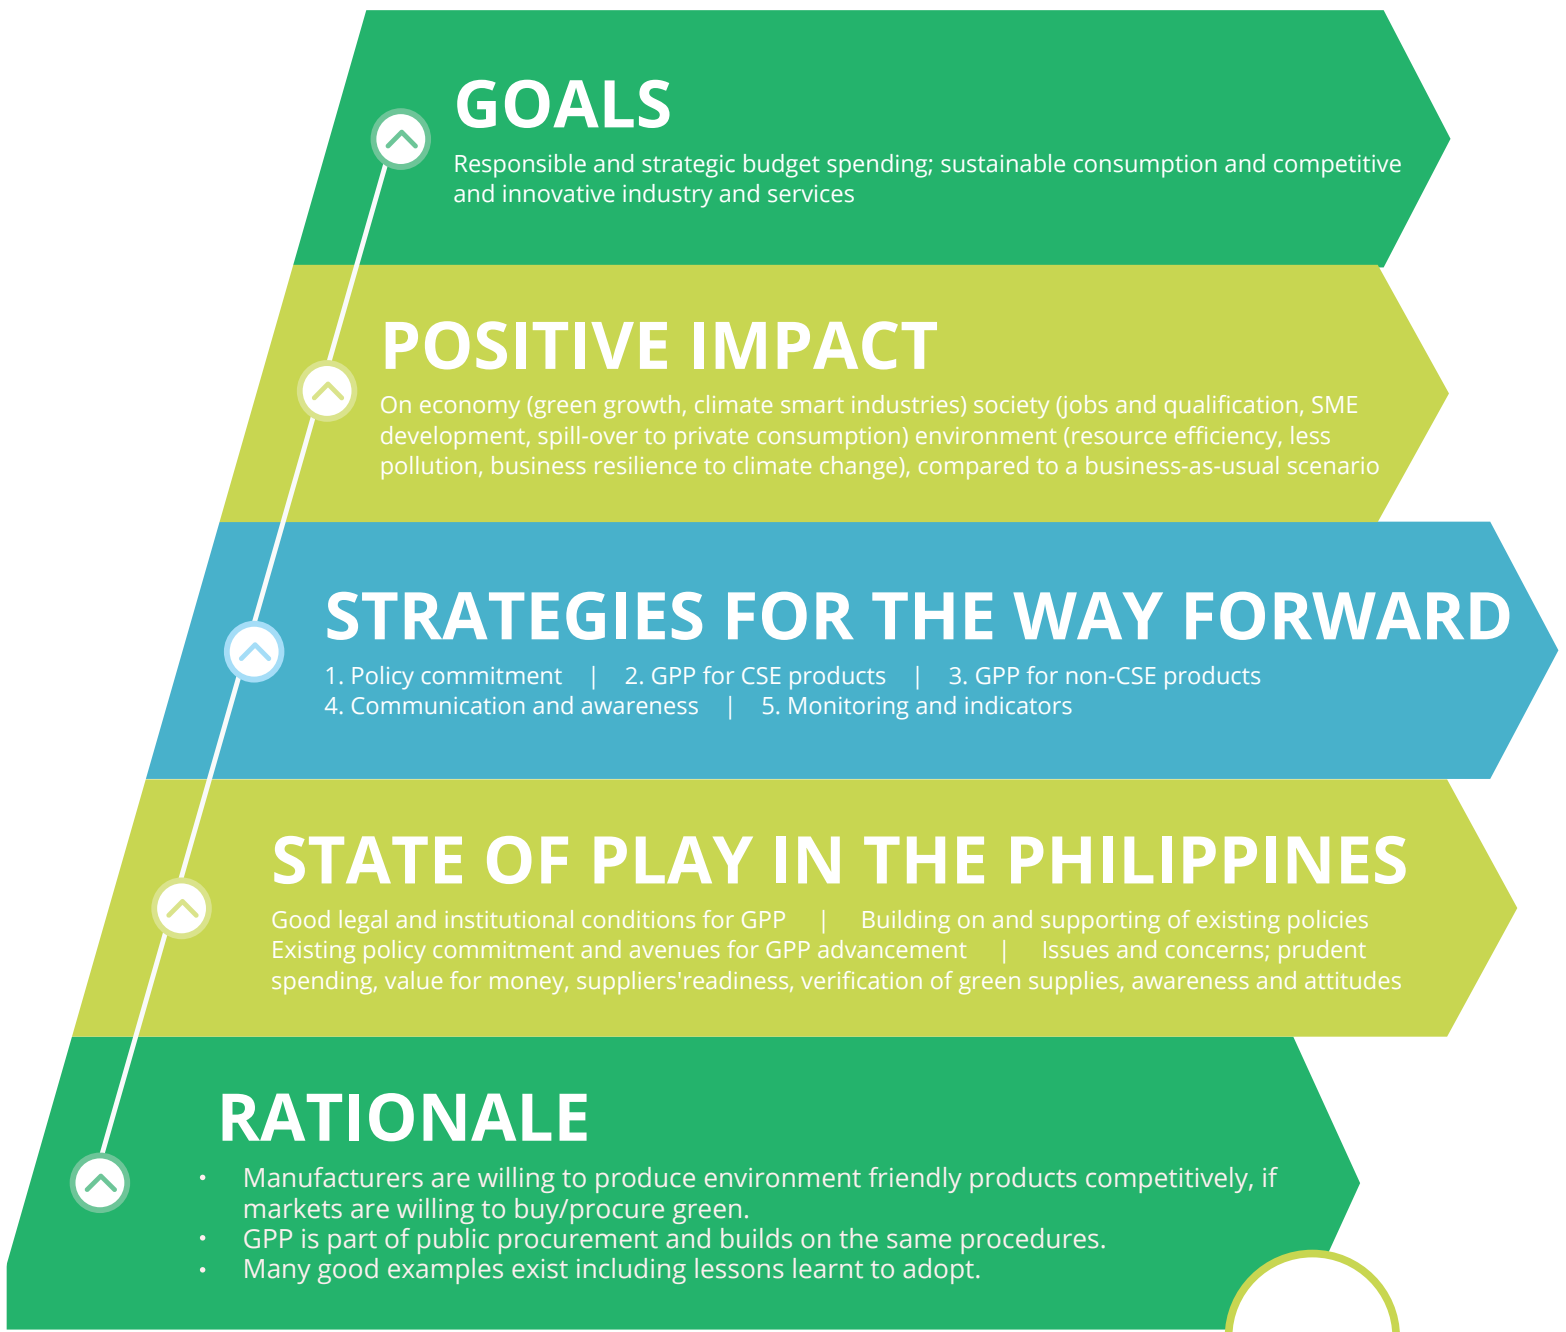 GOALS
Responsible and strategic budget spending; sustainable consumption and competitive
and innovative industry and services
POSITIVE IMPACT
On economy (green growth, climate smart industries) society (jobs and qualification, SME
development, spill-over to private consumption) environment (resource efficiency, less
pollution, business resilience to climate change), compared to a business-as-usual scenario
STRATEGIES FOR THE WAY FORWARD
1. Policy commitment | 2. GPP for CSE products | 3. GPP for non-CSE products
4. Communication and awareness | 5. Monitoring and indicators
STATE OF PLAY IN THE PHILIPPINES
Good legal and institutional conditions for GPP | Building on and supporting of existing policies
Existing policy commitment and avenues for GPP advancement | Issues and concerns; prudent
spending, value for money, suppliers'readiness, verification of green supplies, awareness and attitudes
RATIONALE
• Manufacturers are willing to produce environment friendly products competitively, if
markets are willing to buy/procure green.
• GPP is part of public procurement and builds on the same procedures.
• Many good examples exist including lessons learnt to adopt.